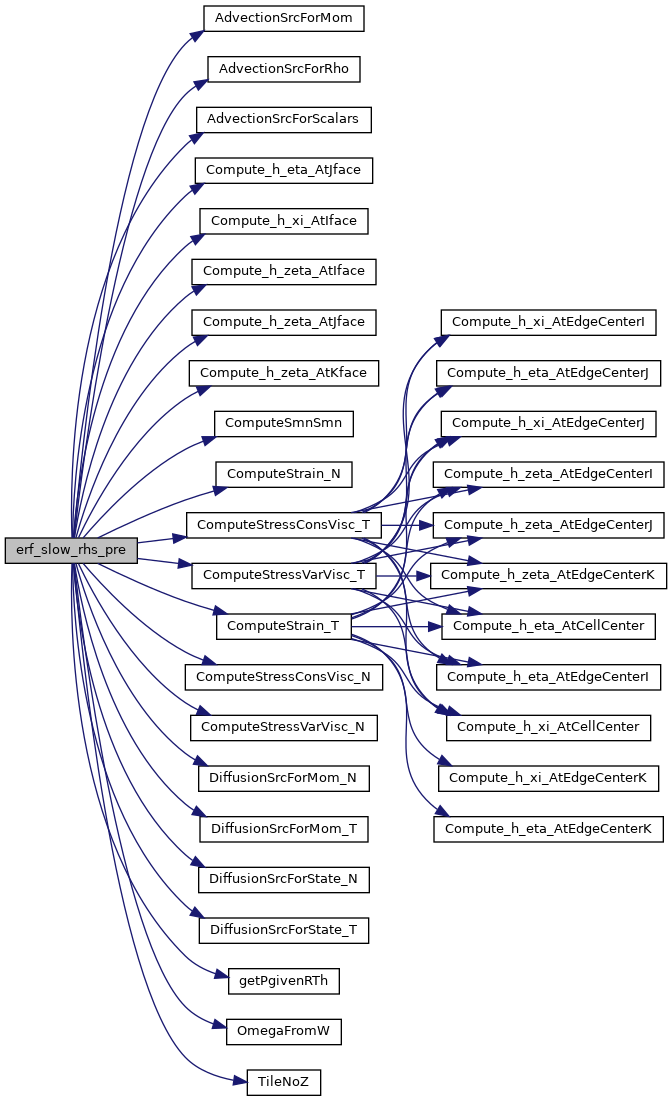 erf_slow_rhs_pre
AdvectionSrcForMom
AdvectionSrcForRho
AdvectionSrcForScalars
Compute_h_eta_AtJface
Compute_h_xi_AtIface
Compute_h_zeta_AtIface
Compute_h_zeta_AtJface
Compute_h_zeta_AtKface
ComputeSmnSmn
ComputeStrain_N
ComputeStressConsVisc_T
ComputeStressVarVisc_T
ComputeStrain_T
ComputeStressConsVisc_N
ComputeStressVarVisc_N
DiffusionSrcForMom_N
DiffusionSrcForMom_T
DiffusionSrcForState_N
DiffusionSrcForState_T
getPgivenRTh
OmegaFromW
TileNoZ
Compute_h_xi_AtEdgeCenterI
Compute_h_eta_AtEdgeCenterJ
Compute_h_xi_AtEdgeCenterJ
Compute_h_zeta_AtEdgeCenterI
Compute_h_zeta_AtEdgeCenterJ
Compute_h_zeta_AtEdgeCenterK
Compute_h_eta_AtCellCenter
Compute_h_eta_AtEdgeCenterI
Compute_h_xi_AtCellCenter
Compute_h_xi_AtEdgeCenterK
Compute_h_eta_AtEdgeCenterK